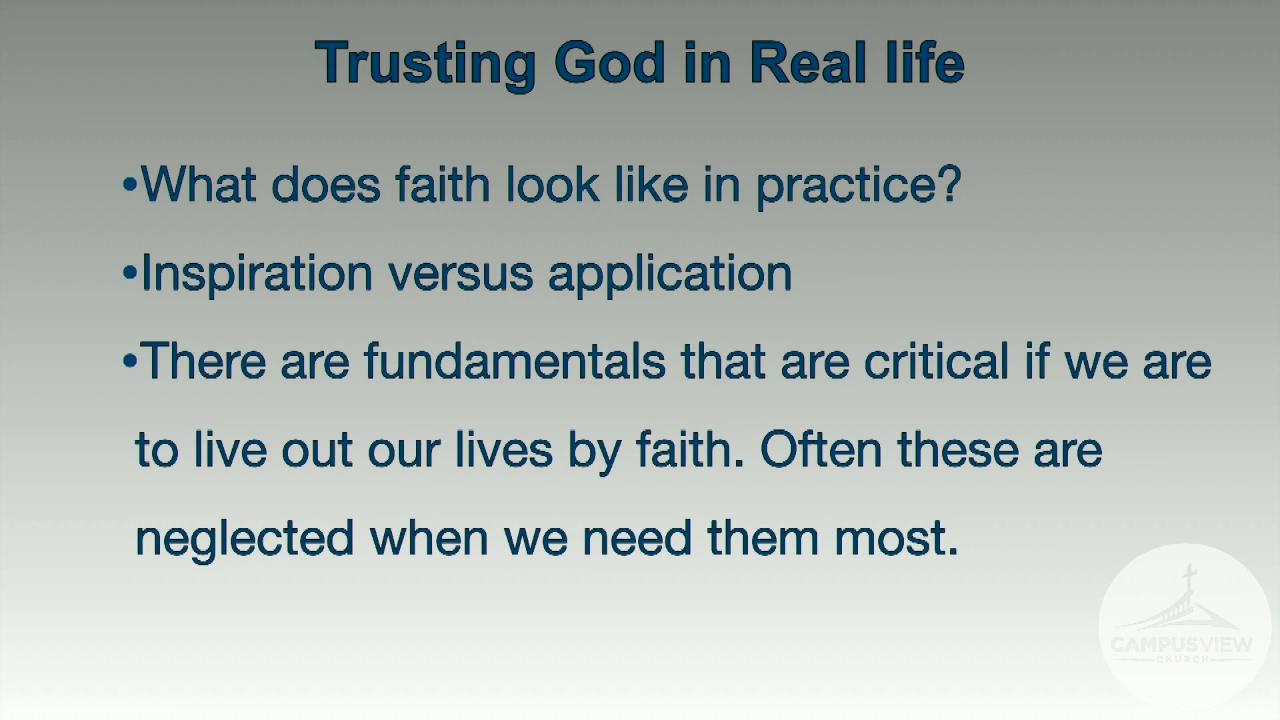 Trusting God in Real life
•What does faith look like in practice?
•Inspiration versus application
•There are fundamentals that are critical if we are
to live out our lives by faith. Often these are
neglected when we need them most.
CAMPUSVIEW
CHURCH